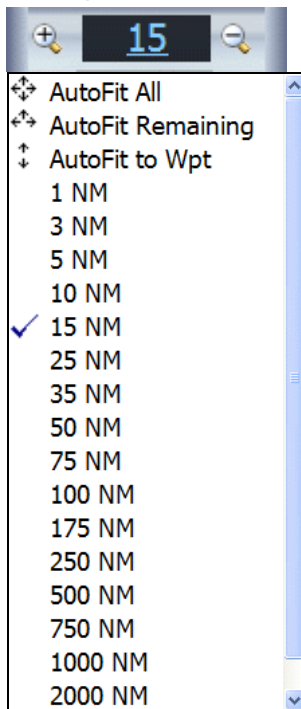 15
AutoFit All
AutoFit Remaining
AutoFit to Wpt
1 NM
3 NM
5 NM
10 NM
15 NM
25 NM
35 NM
50 NM
75 NM
100 NM
175 NM
250 NM
500 NM
750 NM
1000 NM
2000 NM